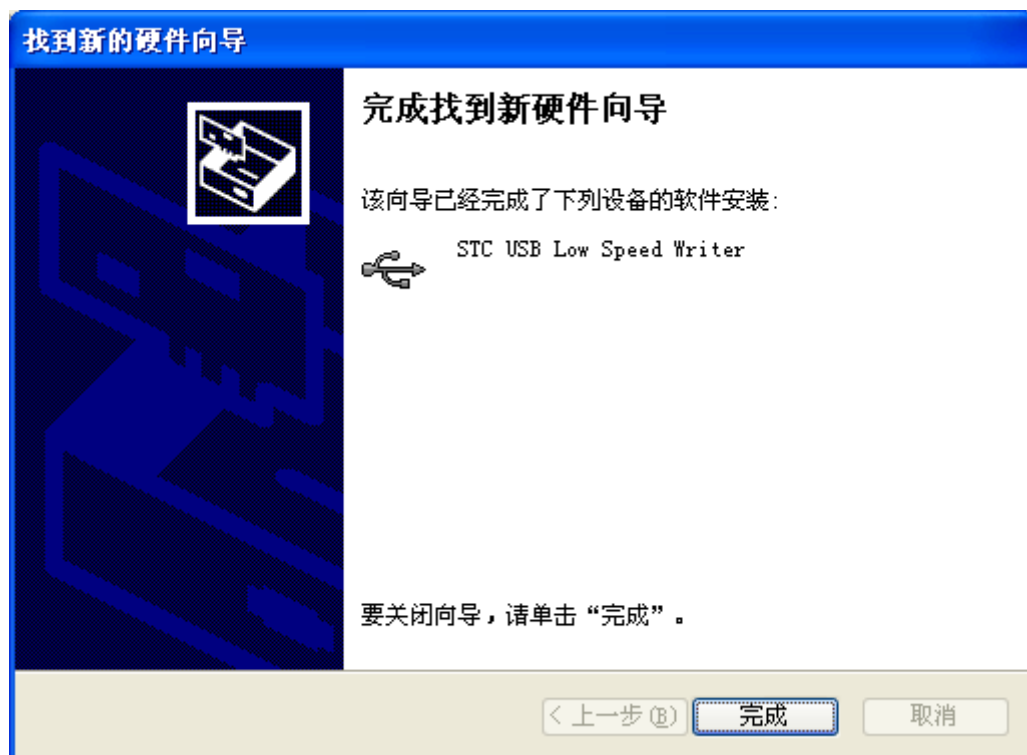 找到新的硬件向导
完成找到新硬件向导
该向导已经完成了下列设备的软件安装:
STC USB Low Speed Writer
要关闭向导，请单击“完成”。
< 上一步(B)
完成
取消